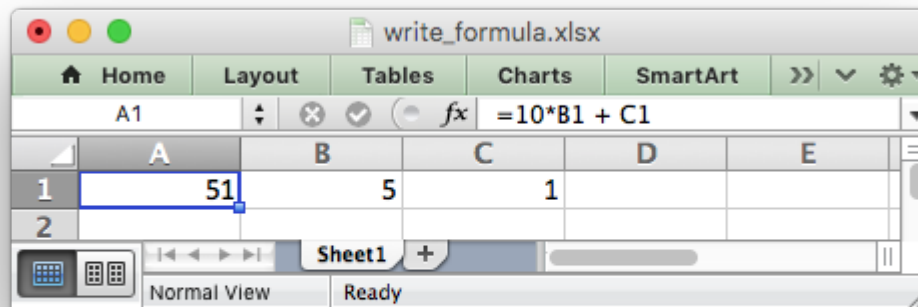 write_formula.xlsx
Home Layout Tables Charts SmartArt >>
A1 fx =10*B1 + C1
A B C D E
1 51 5 1
2
Sheet1 +
Normal View Ready